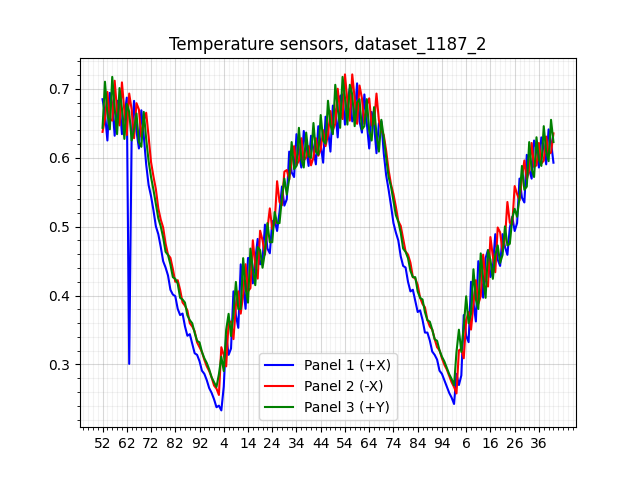 Temperature sensors, dataset_1187_2
0.7
0.6
0.5
0.4
0.3
52 62 72 82 92 4 14 24 34 44 54 64 74 84 94 6 16 26 36
Panel 1 (+X)
Panel 2 (-X)
Panel 3 (+Y)